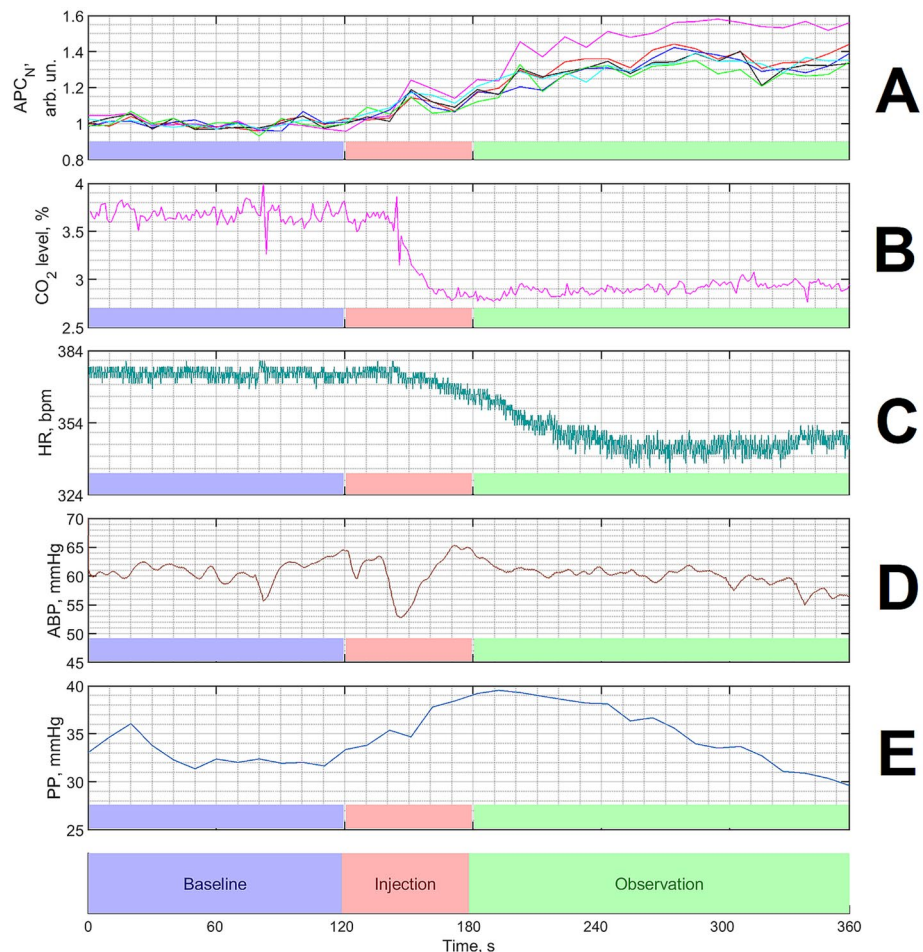 1.6
1.4
1.2
1
0.8
APC_N,
arb. un.
A
4
3.5
3
2.5
CO2 level, %
B
384
354
324
HR, bpm
C
70
65
60
55
50
45
ABP, mmHg
D
40
35
30
25
PP, mmHg
E
Baseline Injection Observation
0 60 120 180 240 300 360
Time, s